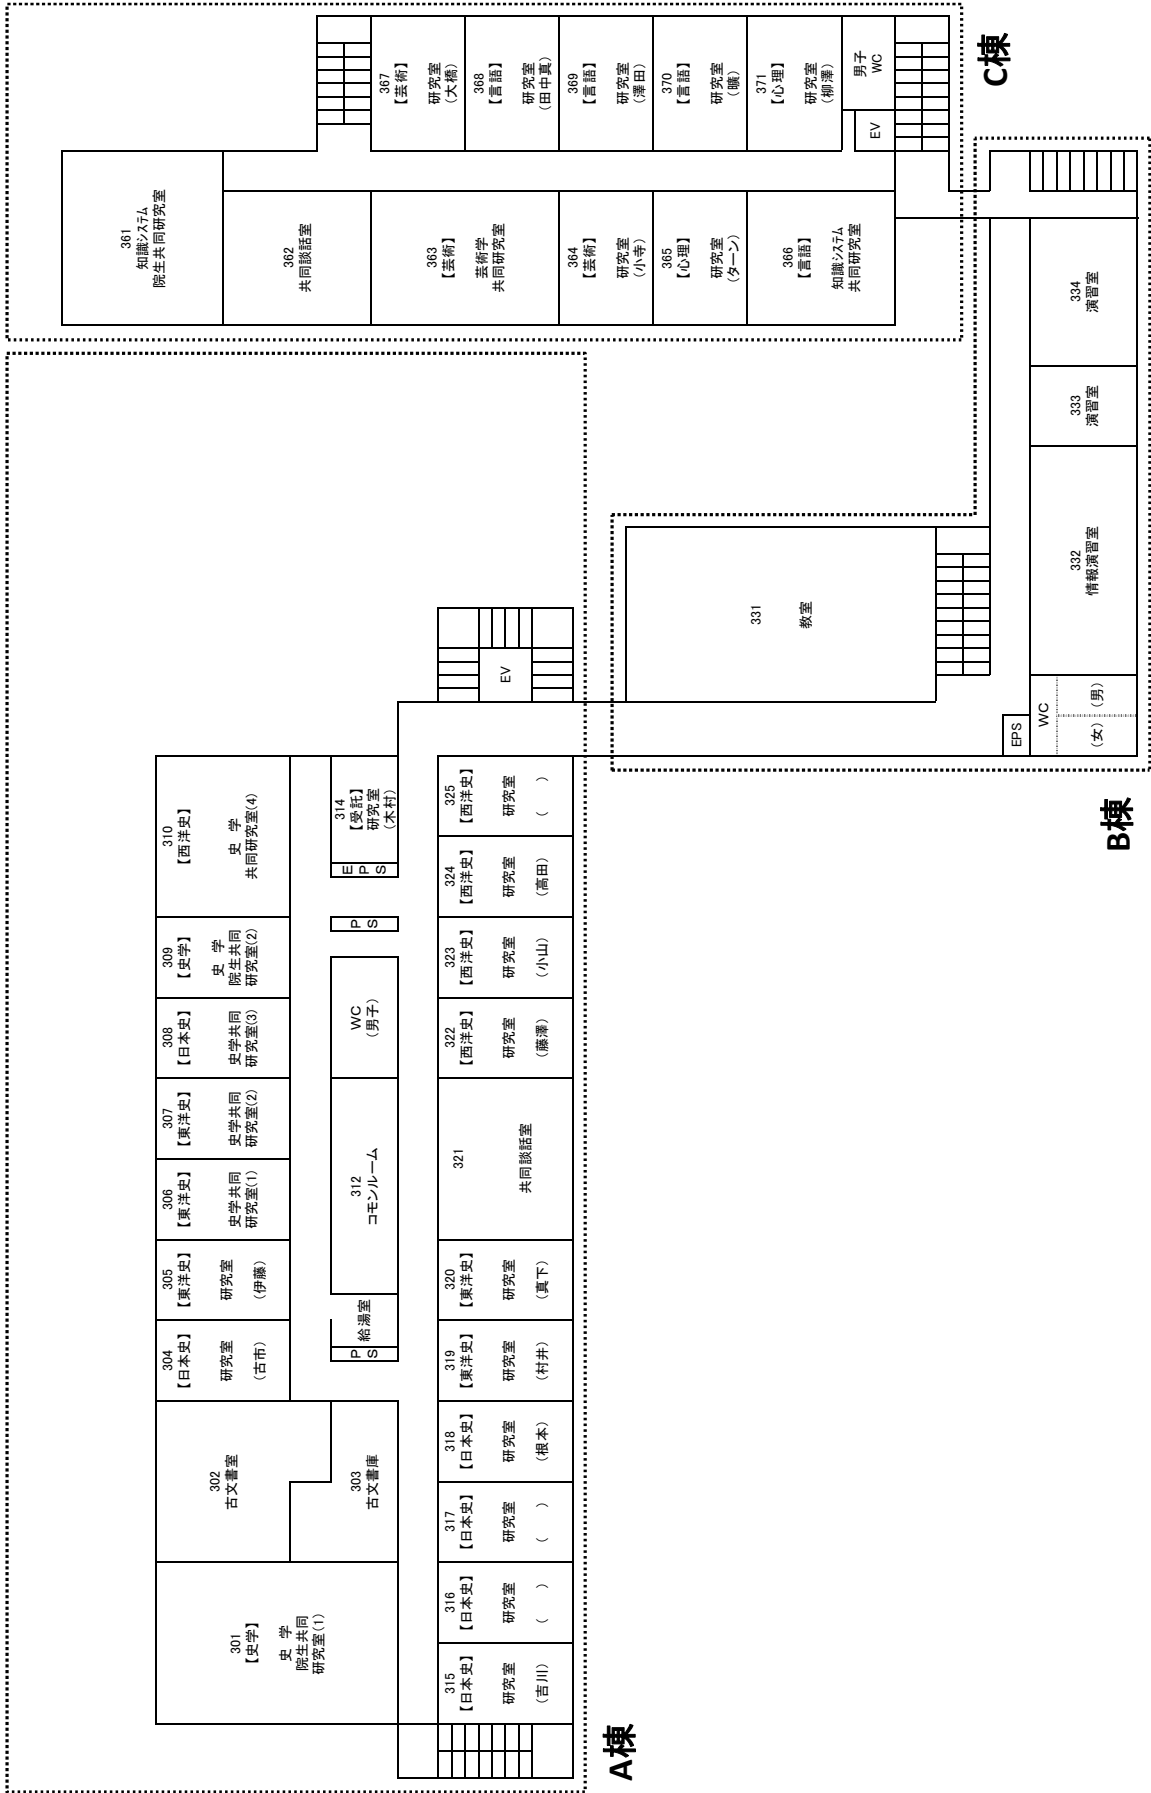 A棟
301
【史学】
史 学
院生共同
研究室(1)
302
古文書室
303
古文書庫
304
【日本史】
研究室
(古市)
305
【東洋史】
研究室
(伊藤)
306
【東洋史】
史学共同
研究室(1)
307
【東洋史】
史学共同
研究室(2)
308
【日本史】
史学共同
研究室(3)
309
【史学】
史 学
院生共同
研究室(2)
310
【西洋史】
史 学
共同研究室(4)
PS
給湯室
312
コモンルーム
WC
(男子)
PS
EPS
314
【受託】
研究室
(木村)
315
【日本史】
研究室
(吉川)
316
【日本史】
研究室
( )
317
【日本史】
研究室
( )
318
【日本史】
研究室
(根本)
319
【東洋史】
研究室
(村井)
320
【東洋史】
研究室
(真下)
321
共同談話室
322
【西洋史】
研究室
(藤澤)
323
【西洋史】
研究室
(小山)
324
【西洋史】
研究室
(高田)
325
【西洋史】
研究室
( )
EV
B棟
331
教室
EPS
WC
(女)
(男)
332
情報演習室
333
演習室
334
演習室
C棟
361
知識システム
院生共同研究室
362
共同談話室
363
【芸術】
芸術学
共同研究室
364
【芸術】
研究室
(小寺)
365
【心理】
研究室
(ターン)
366
【言語】
知識システム
共同研究室
367
【芸術】
研究室
(大橋)
368
【言語】
研究室
(田中真)
369
【言語】
研究室
(澤田)
370
【言語】
研究室
(曠)
371
【心理】
研究室
(柳澤)
男子
WC
EV